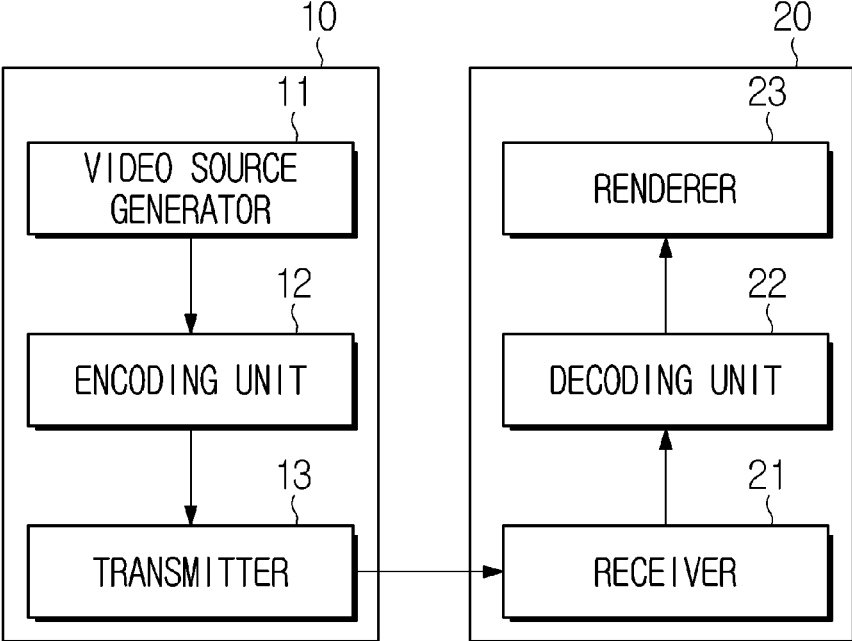 10
11
VIDEO SOURCE
GENERATOR
12
ENCODING UNIT
13
TRANSMITTER
20
23
RENDERER
22
DECODING UNIT
21
RECEIVER